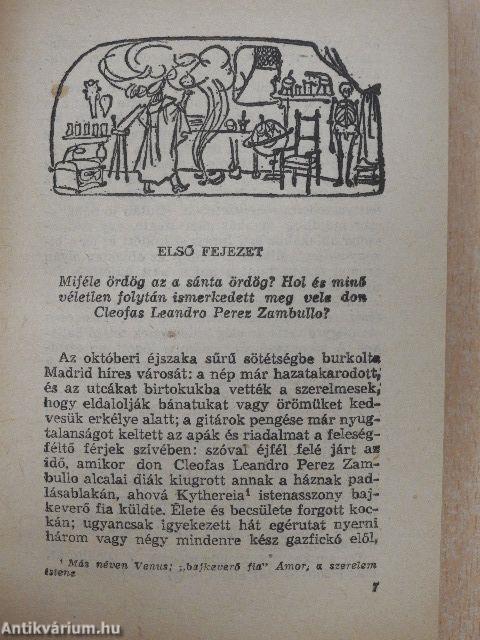 ELSŐ FEJEZET
Miféle ördög az a sánta ördög? Hol és minő
véletlen folytán ismerkedett meg vele don
Cleofas Leandro Perez Zambullo?
Az októberi éjszaka sűrű sötétségbe burkolta
Madrid híres városát: a nép már hazatakarodott,
és az utcákat birtokukba vették a szerelmesek,
hogy eldalolják bánatukat vagy örömüket ked-
vesük erkélye alatt; a gitárok pengése már nyug-
talanságot keltett az apák és riadalmat a feleség-
féltő férjek szívében: szóval éjfél felé járt az
idő, amikor don Cleofas Leandro Perez Zam-
bullo alcalai diák kiugrott annak a háznak pad-
lásablakán, ahová Kythereia¹ istenasszony baj-
keverő fia küldte. Élete és becsülete forgott koc-
kán; ugyancsak igyekezett hát egérutat nyerni
három vagy négy mindenre kész gazfickó elől,
¹ Más néven Venus; „bajkeverő fia" Amor, a szerelem
istene
7
Antikvárium.hu
Antikvárium.hu